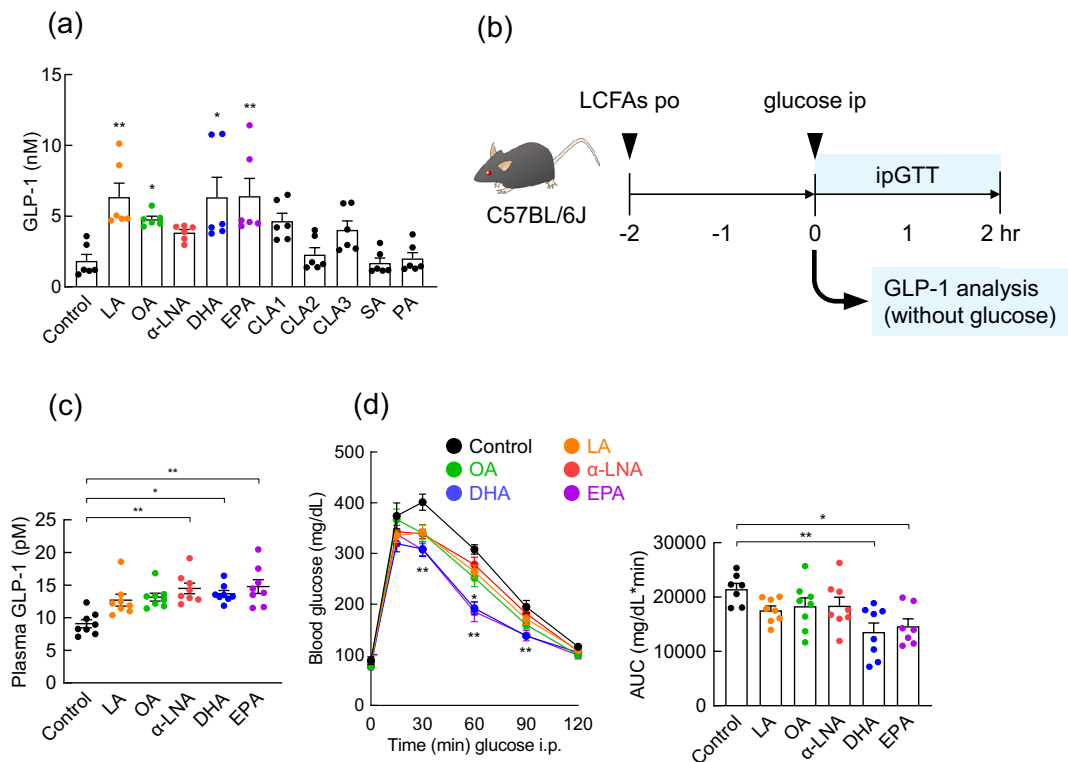 (a)
GLP-1 (nM)
15
10
5
0
**
*
*
**
Control
LA
OA
α-LNA
DHA
EPA
CLA1
CLA2
CLA3
SA
PA
(b)
LCFAs po
glucose ip
C57BL/6J
ipGTT
-2
-1
0
1
2 hr
GLP-1 analysis
(without glucose)
(c)
Plasma GLP-1 (pM)
25
20
15
10
5
0
**
*
**
Control
LA
OA
α-LNA
DHA
EPA
(d)
Blood glucose (mg/dL)
500
400
300
200
100
Control
OA
DHA
LA
α-LNA
EPA
**
*
**
**
0
30
60
90
120
Time (min) glucose i.p.
AUC (mg/dL*min)
30000
20000
10000
0
*
**
Control
LA
OA
α-LNA
DHA
EPA